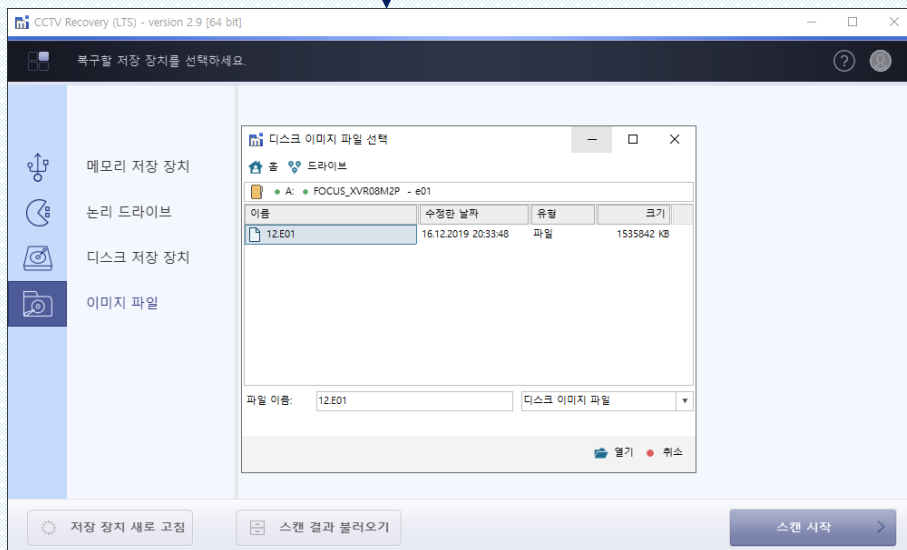 CCTV Recovery (LTS) - version 2.9 [64 bit]
복구할 저장 장치를 선택하세요.
메모리 저장 장치
논리 드라이브
디스크 저장 장치
이미지 파일
디스크 이미지 파일 선택
홈 드라이브
A: FOCUS_XVR08M2P - e01
이름 수정한 날짜 유형 크기
12.E01 16.12.2019 20:33:48 파일 1535842 KB
파일 이름: 12.E01 디스크 이미지 파일
열기 취소
저장 장치 새로 고침 스캔 결과 불러오기 스캔 시작